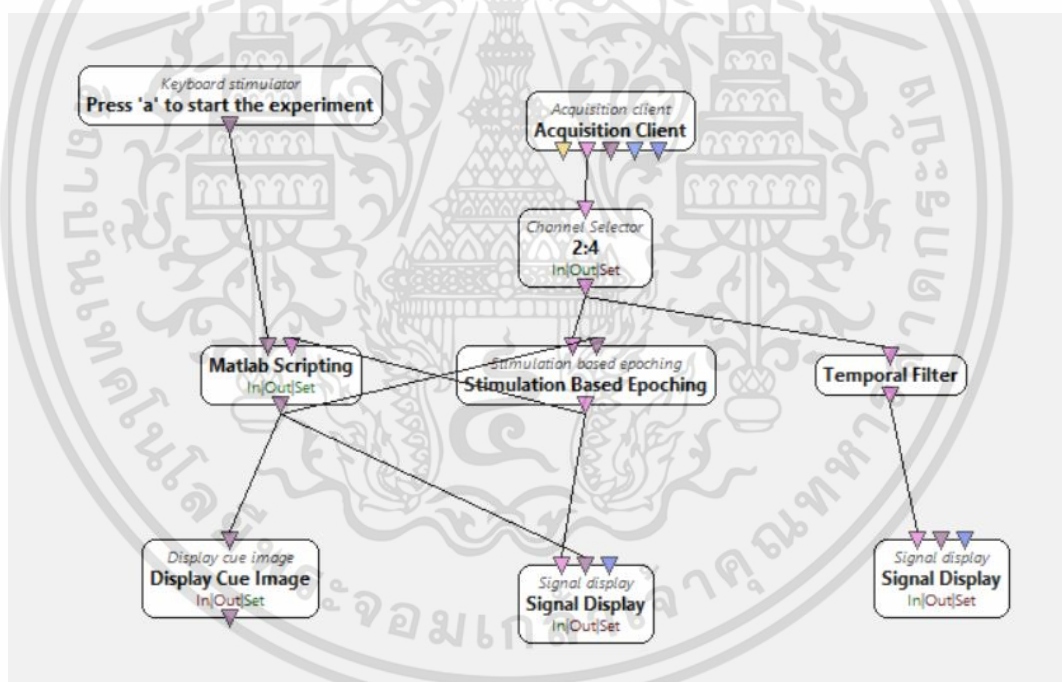 Keyboard stimulator
Press 'a' to start the experiment
Acquisition client
Acquisition Client
Channel Selector
2:4
In|Out|Set
Matlab Scripting
In|Out|Set
Stimulation based epoching
Stimulation Based Epoching
Temporal Filter
Display cue image
Display Cue Image
In|Out|Set
Signal display
Signal Display
In|Out|Set
Signal display
Signal Display
In|Out|Set